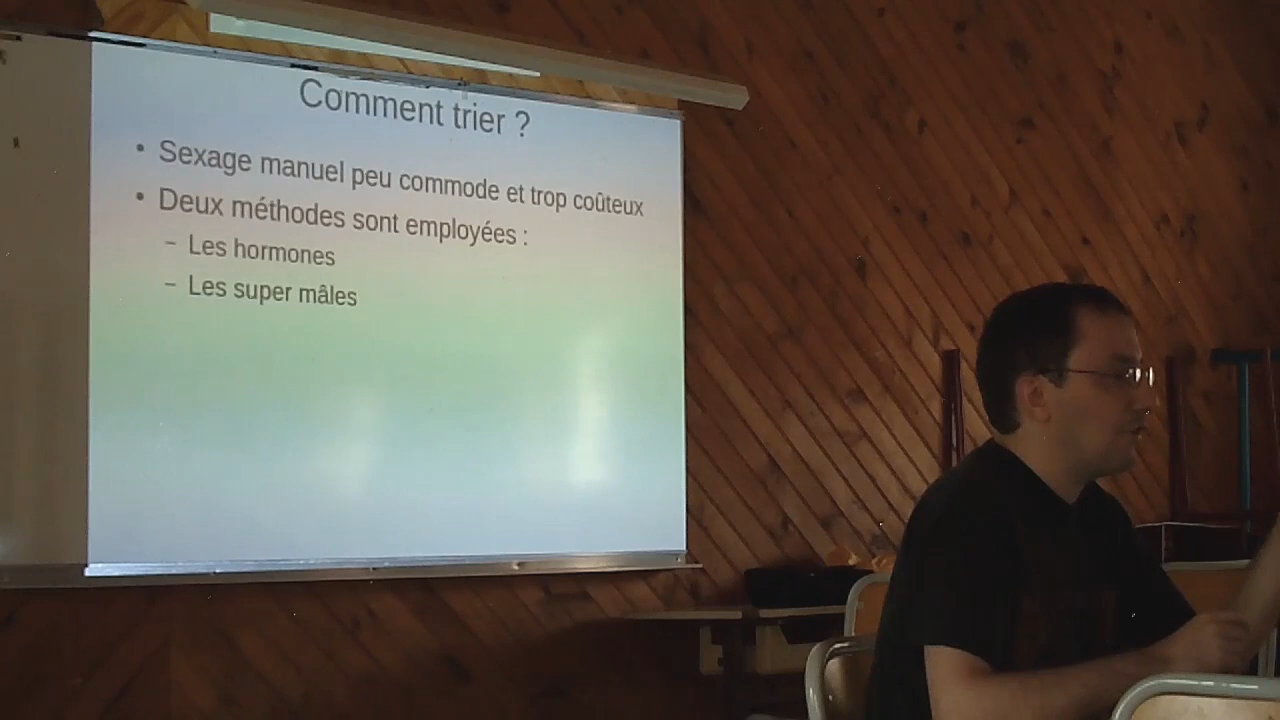 Comment trier ?
• Sexage manuel peu commode et trop coûteux
• Deux méthodes sont employées :
– Les hormones
– Les super mâles